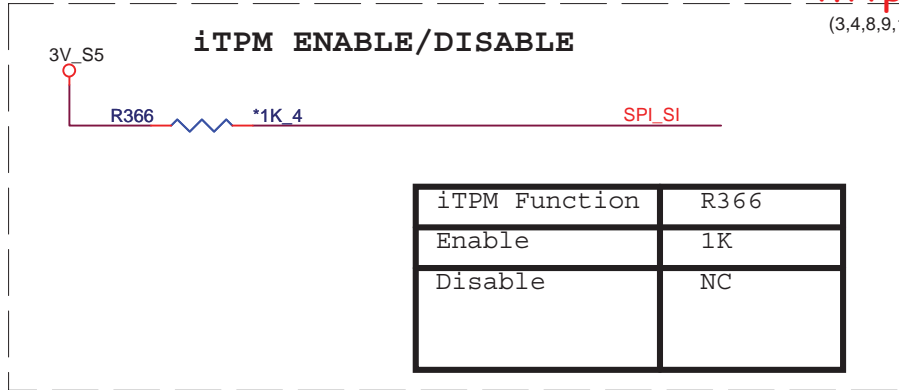 (3,4,8,9,
iTPM ENABLE/DISABLE
3V_S5
R366 *1K_4 SPI_SI
iTPM Function R366
Enable 1K
Disable NC